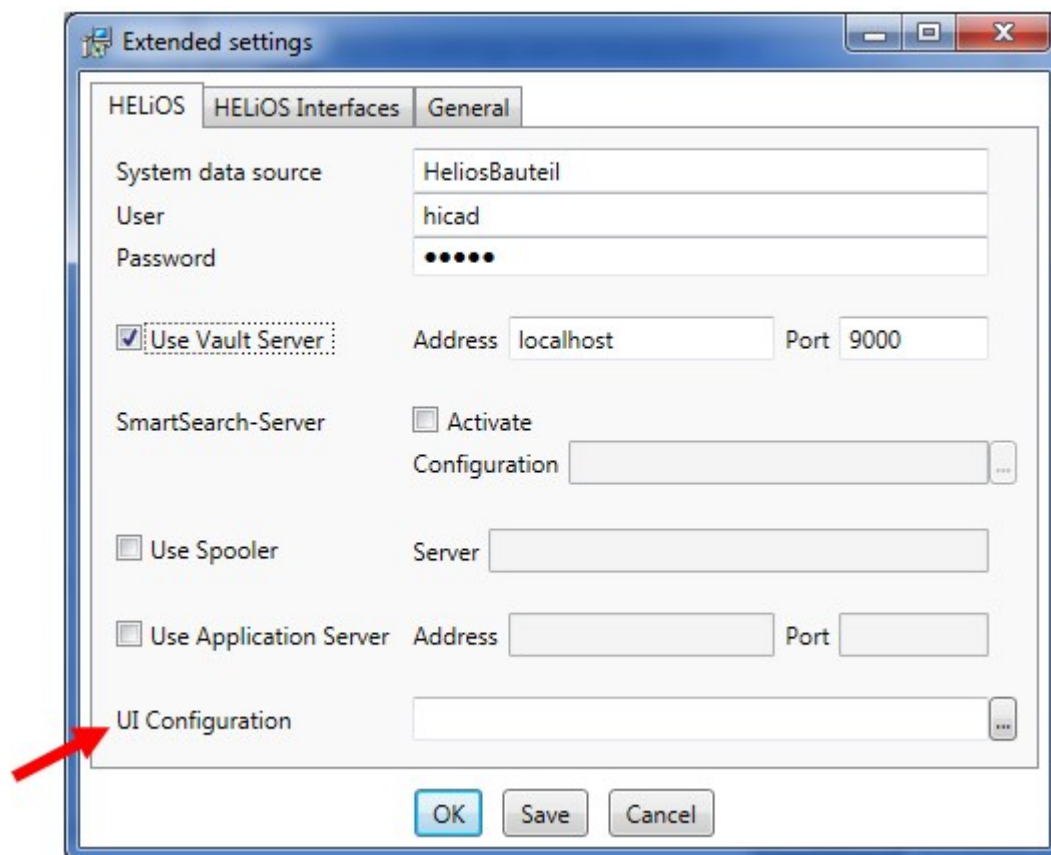 Extended settings
HELiOS HELiOS Interfaces General
System data source HeliosBauteil
User hicad
Password •••••
Use Vault Server Address localhost Port 9000
SmartSearch-Server Activate
Configuration ...
Use Spooler Server
Use Application Server Address Port
UI Configuration ...
OK Save Cancel